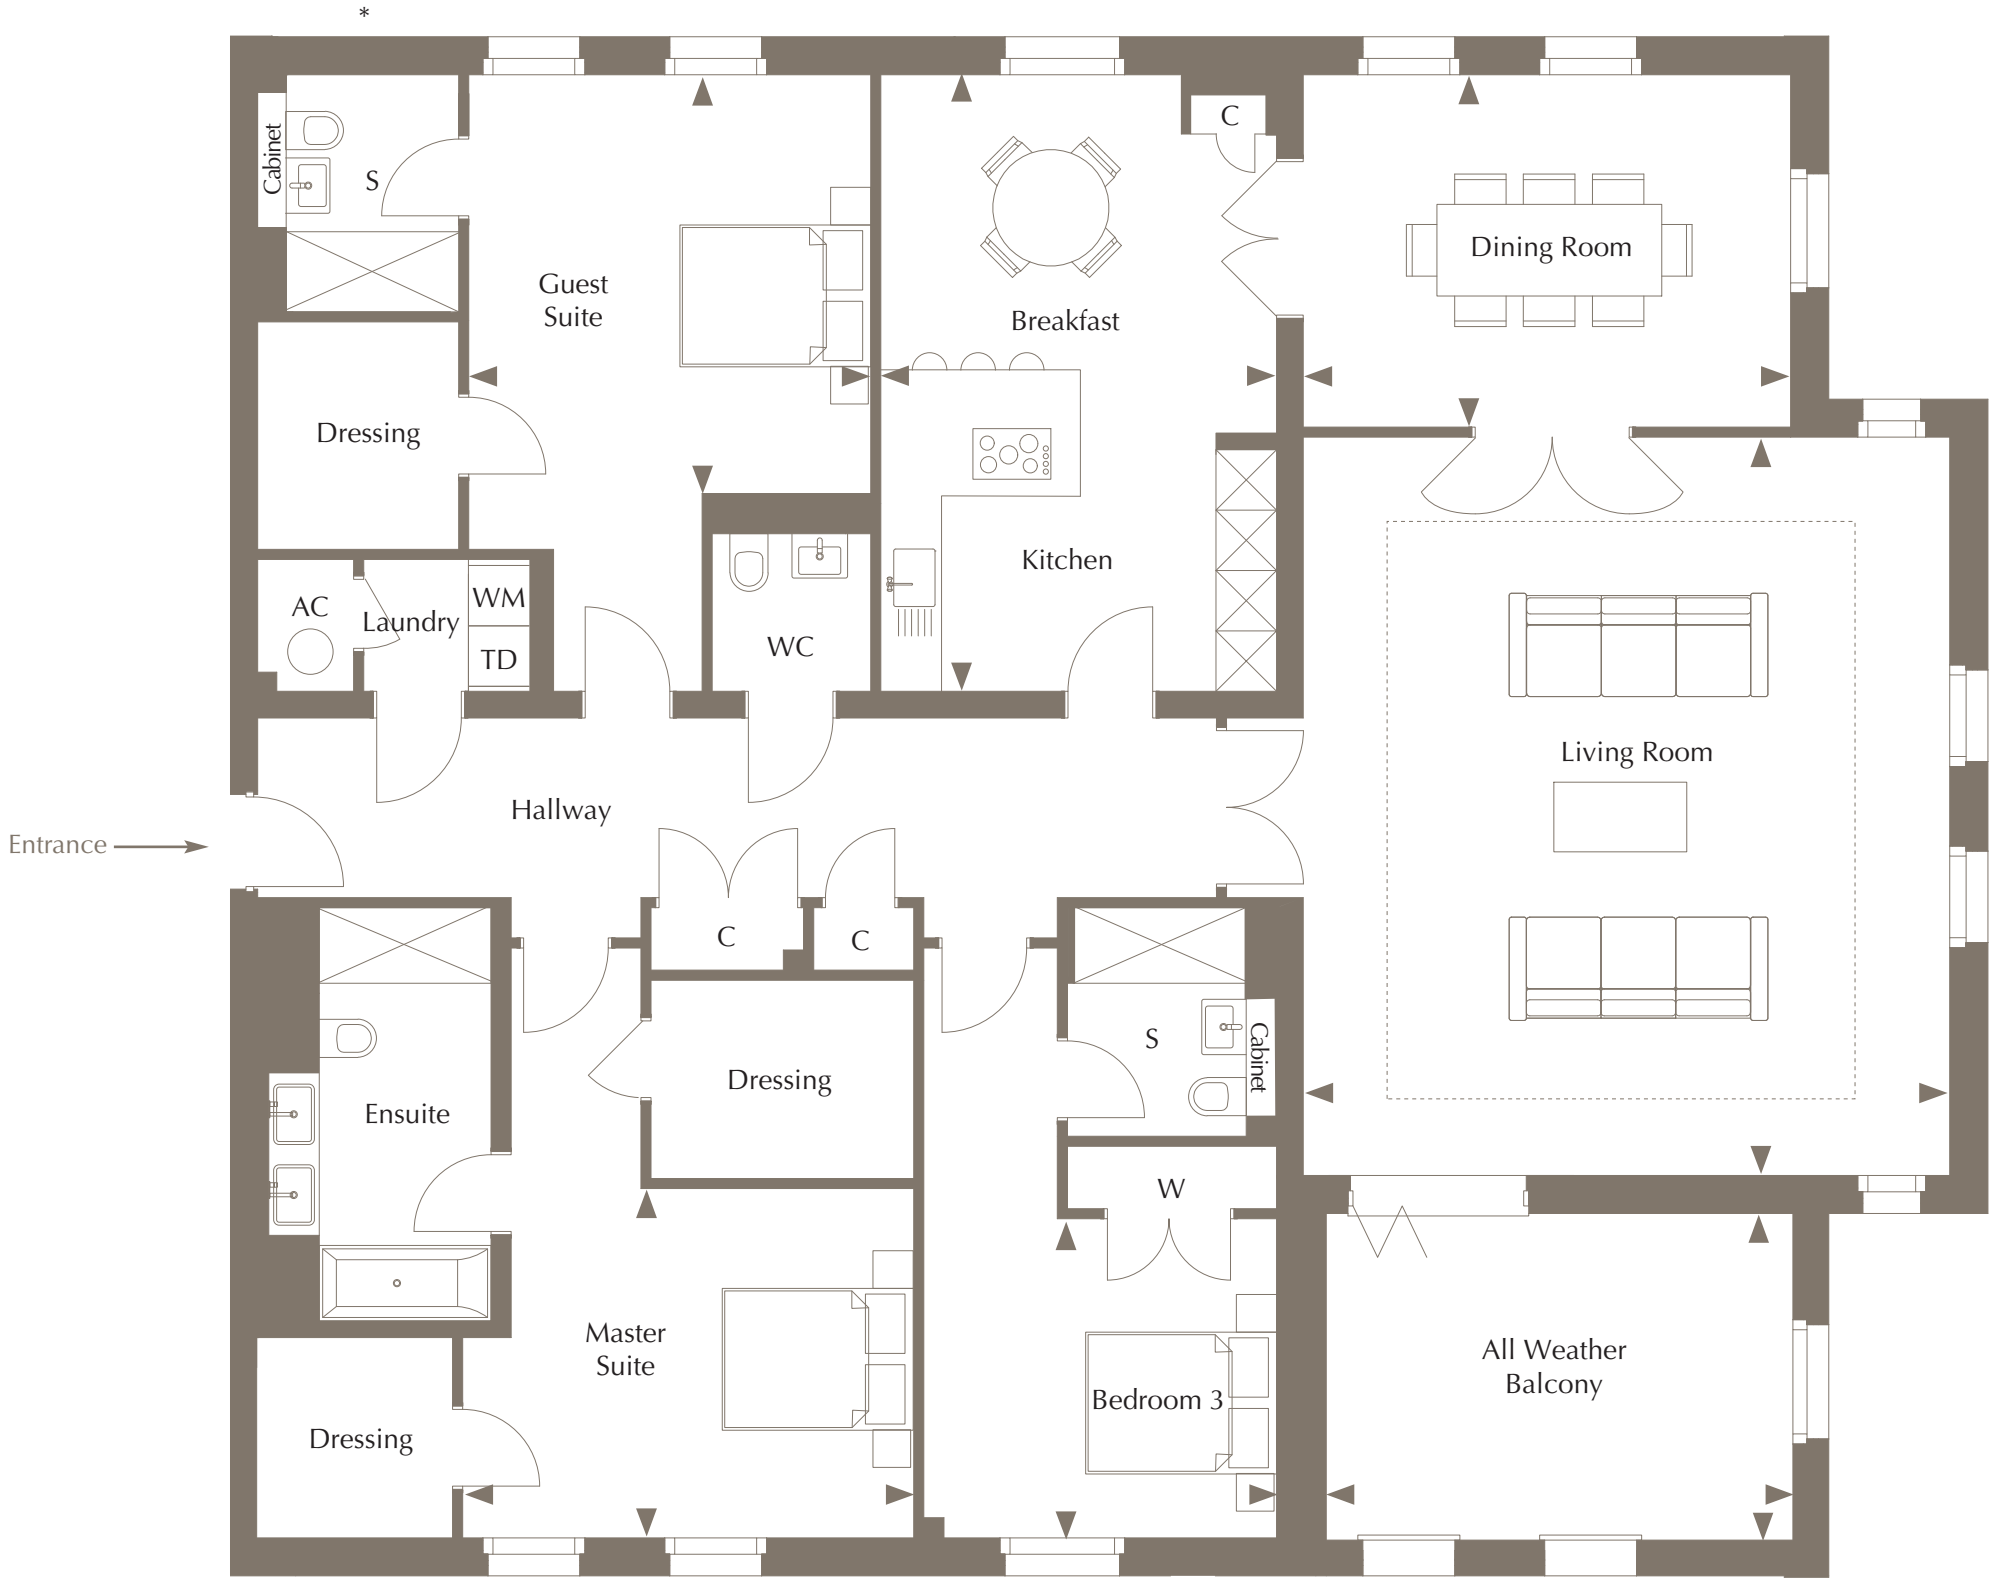 *
Cabinet
S
C
Guest
Suite
Dining Room
Breakfast
Dressing
Kitchen
AC
Laundry
WM
TD
WC
Living Room
Hallway
Entrance
C
C
S
Cabinet
Dressing
Ensuite
W
Master
Suite
All Weather
Balcony
Bedroom 3
Dressing